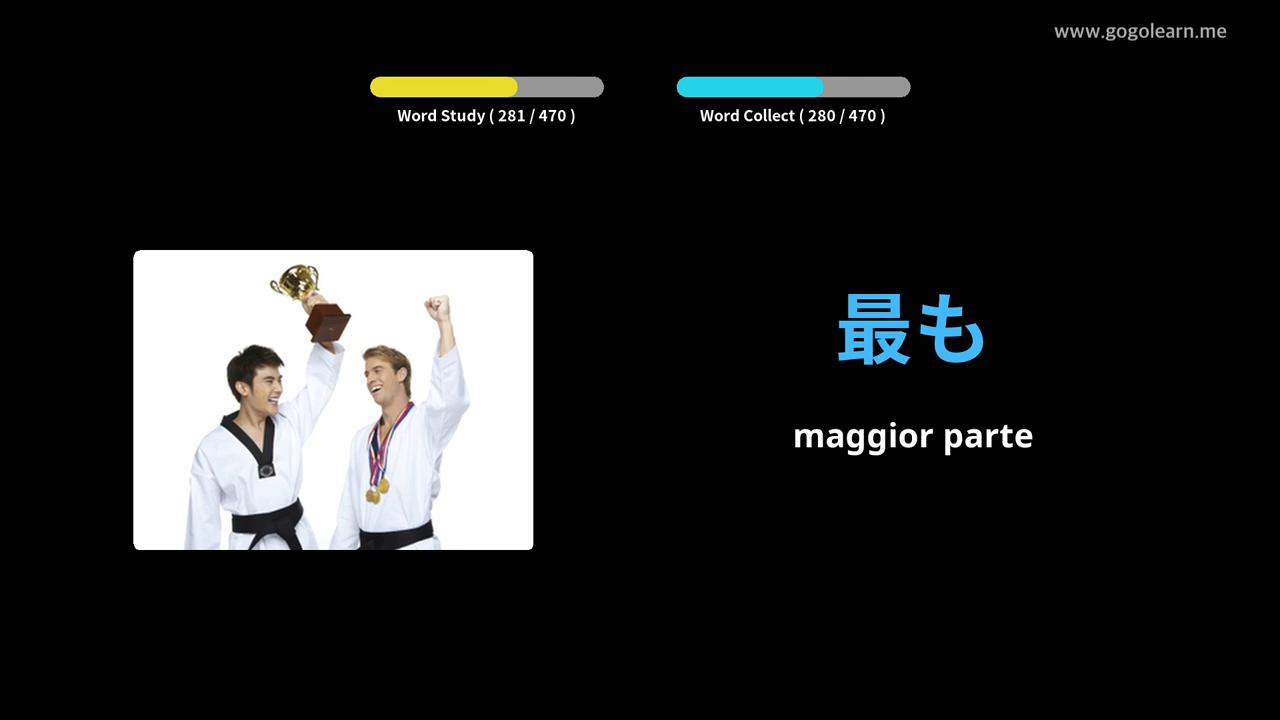 www.gogolearn.me
Word Study ( 281 / 470 )
Word Collect ( 280 / 470 )
最も
maggior parte